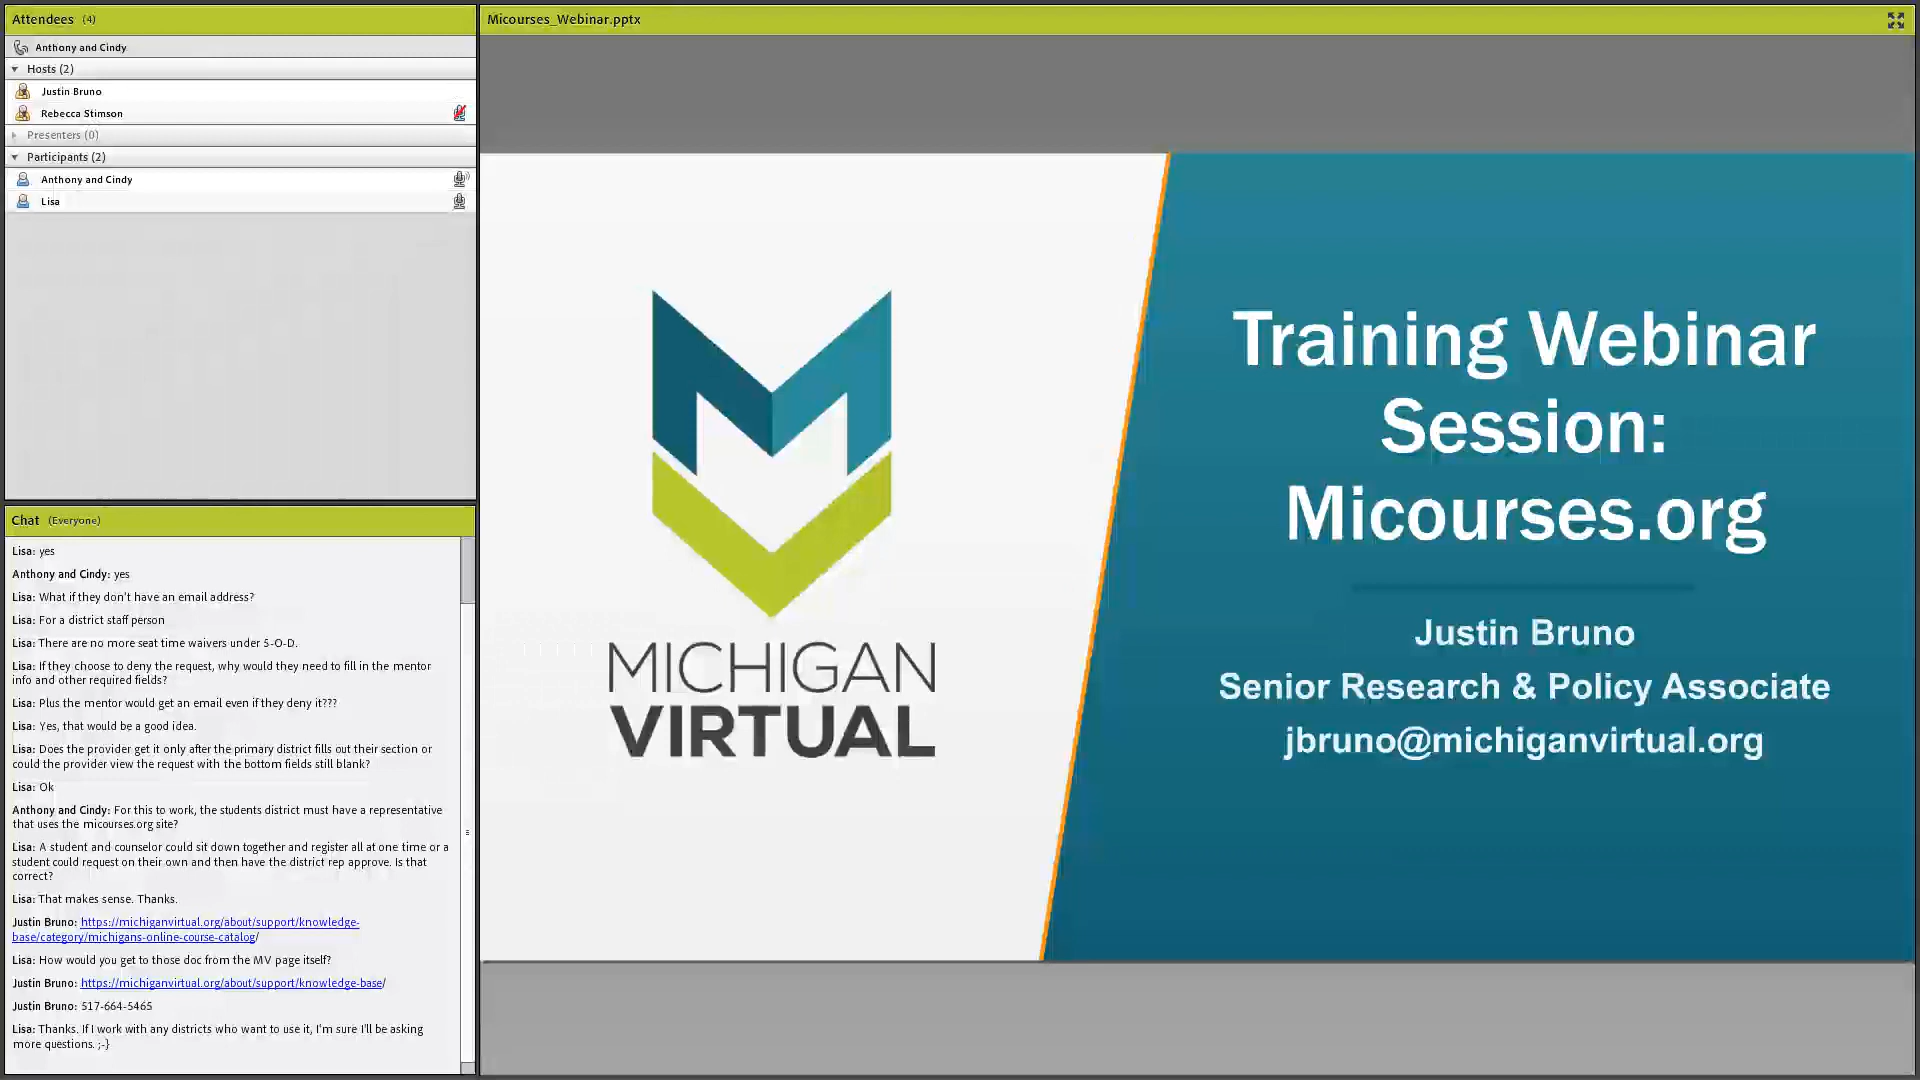 Attendees (4)
Anthony and Cindy
Hosts (2)
Justin Bruno
Rebecca Stimson
Presenters (0)
Participants (2)
Anthony and Cindy
Lisa
Chat (Everyone)
Lisa: yes
Anthony and Cindy: yes
Lisa: What if they don't have an email address?
Lisa: For a district staff person
Lisa: There are no more seat time waivers under 5-O-D.
Lisa: If they choose to deny the request, why would they need to fill in the mentor
info and other required fields?
Lisa: Plus the mentor would get an email even if they deny it???
Lisa: Yes, that would be a good idea.
Lisa: Does the provider get it only after the primary district fills out their section or
could the provider view the request with the bottom fields still blank?
Lisa: Ok
Anthony and Cindy: For this to work, the students district must have a representative
that uses the micourses.org site?
Lisa: A student and counselor could sit down together and register all at one time or a
student could request on their own and then have the district rep approve. Is that
correct?
Lisa: That makes sense. Thanks.
Justin Bruno: https://michiganvirtual.org/about/support/knowledge-
base/category/michigans-online-course-catalog/
Lisa: How would you get to those doc from the MV page itself?
Justin Bruno: https://michiganvirtual.org/about/support/knowledge-base/
Justin Bruno: 517-664-5465
Lisa: Thanks. If I work with any districts who want to use it, I'm sure I'll be asking
more questions. ;-}
Micourses_Webinar.pptx
MICHIGAN
VIRTUAL
Training Webinar
Session:
Micourses.org
Justin Bruno
Senior Research & Policy Associate
jbruno@michiganvirtual.org